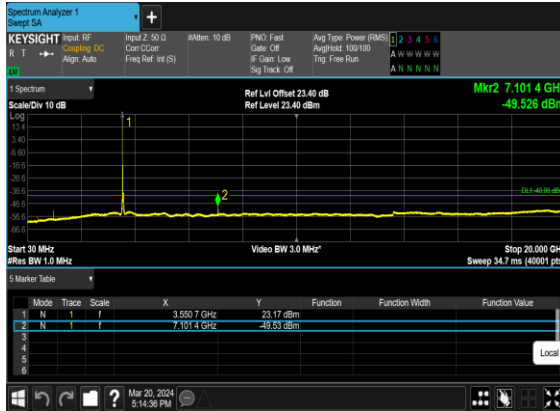 Spectrum Analyzer 1
Swept SA
+
KEYSIGHT Input: RF Input Z: 50 Ω #Atten: 10 dB PNO: Fast Avg Type: Power (RMS) 1 2 3 4 5 6
R T Coupling: DC Corr CCorr Gate: Off Avg|Hold: 100/100 A W W W W W
Align: Auto Freq Ref: Int (S) IF Gain: Low Trig: Free Run
LXI Sig Track: Off A N N N N N
1 Spectrum Ref Lvl Offset 23.40 dB Mkr2 7.101 4 GHz
Scale/Div 10 dB Ref Level 23.40 dBm -49.526 dBm
Log
13.4
3.40
-6.60
-16.6
-26.6
-36.6
-46.6
-56.6
-66.6
1
2
DL1 -40.00 dBm
Start 30 MHz Video BW 3.0 MHz* Stop 20.000 GHz
#Res BW 1.0 MHz Sweep 34.7 ms (40001 pts)
5 Marker Table
Mode Trace Scale X Y Function Function Width Function Value
1 N 1 f 3.550 7 GHz 23.17 dBm
2 N 1 f 7.101 4 GHz -49.53 dBm
3
4
5
6
Local
? Mar 20, 2024
5:14:36 PM